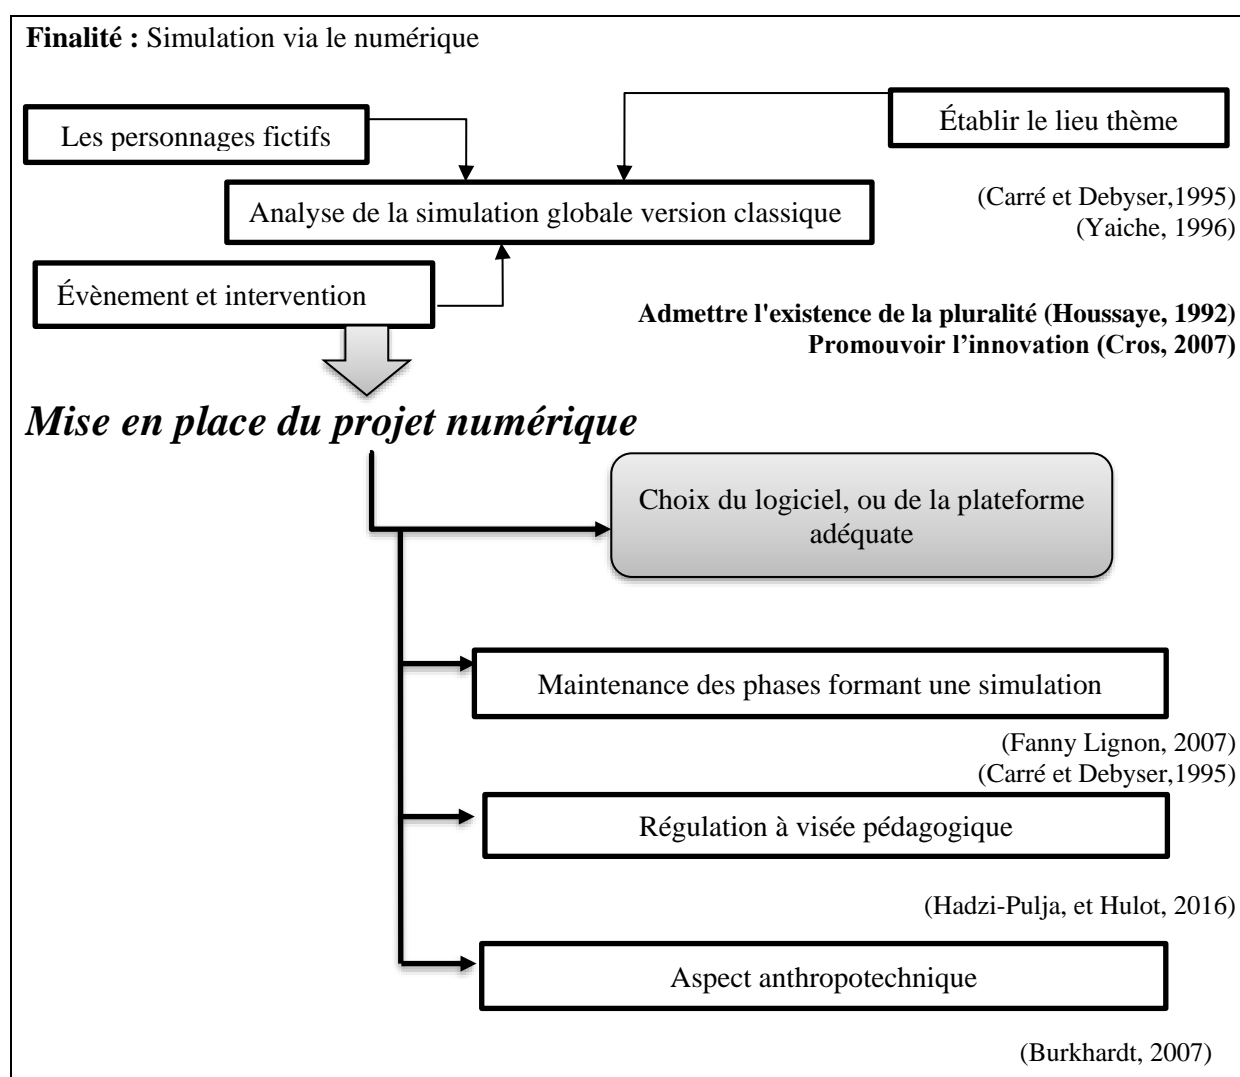 Finalité : Simulation via le numérique
Les personnages fictifs
Établir le lieu thème
Analyse de la simulation globale version classique
(Carré et Debyser,1995)
(Yaiche, 1996)
Évènement et intervention
Admettre l'existence de la pluralité (Houssaye, 1992)
Promouvoir l’innovation (Cros, 2007)
Mise en place du projet numérique
Choix du logiciel, ou de la plateforme
adéquate
Maintenance des phases formant une simulation
(Fanny Lignon, 2007)
(Carré et Debyser,1995)
Régulation à visée pédagogique
(Hadzi-Pulja, et Hulot, 2016)
Aspect anthropotechnique
(Burkhardt, 2007)